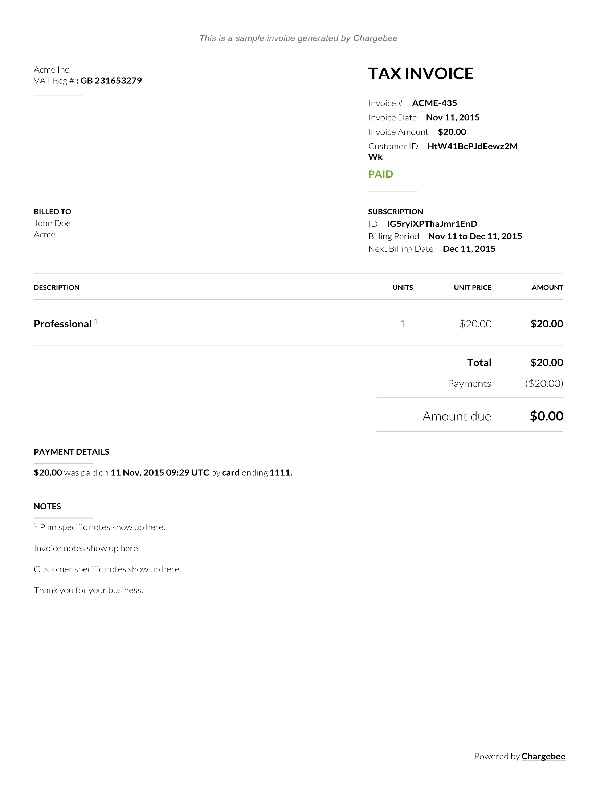 This is a sample invoice generated by Chargebee
Acme Inc
VAT Reg # : GB 231653279
TAX INVOICE
Invoice # ACME-435
Invoice Date Nov 11, 2015
Invoice Amount $20.00
Customer ID HtW41BcPJdEewz2M
Wk
PAID
BILLED TO
John Doe
Acme
SUBSCRIPTION
ID IG5ryiXPThaJmr1EnD
Billing Period Nov 11 to Dec 11, 2015
Next Billing Date Dec 11, 2015
DESCRIPTION UNITS UNIT PRICE AMOUNT
Professional 1 1 $20.00 $20.00
Total $20.00
Payments ($20.00)
Amount due $0.00
PAYMENT DETAILS
$20.00 was paid on 11 Nov, 2015 09:29 UTC by card ending 1111.
NOTES
1 Plan specific notes show up here.
Invoice notes show up here.
Customer specific notes show up here.
Thank you for your business.
Powered by Chargebee